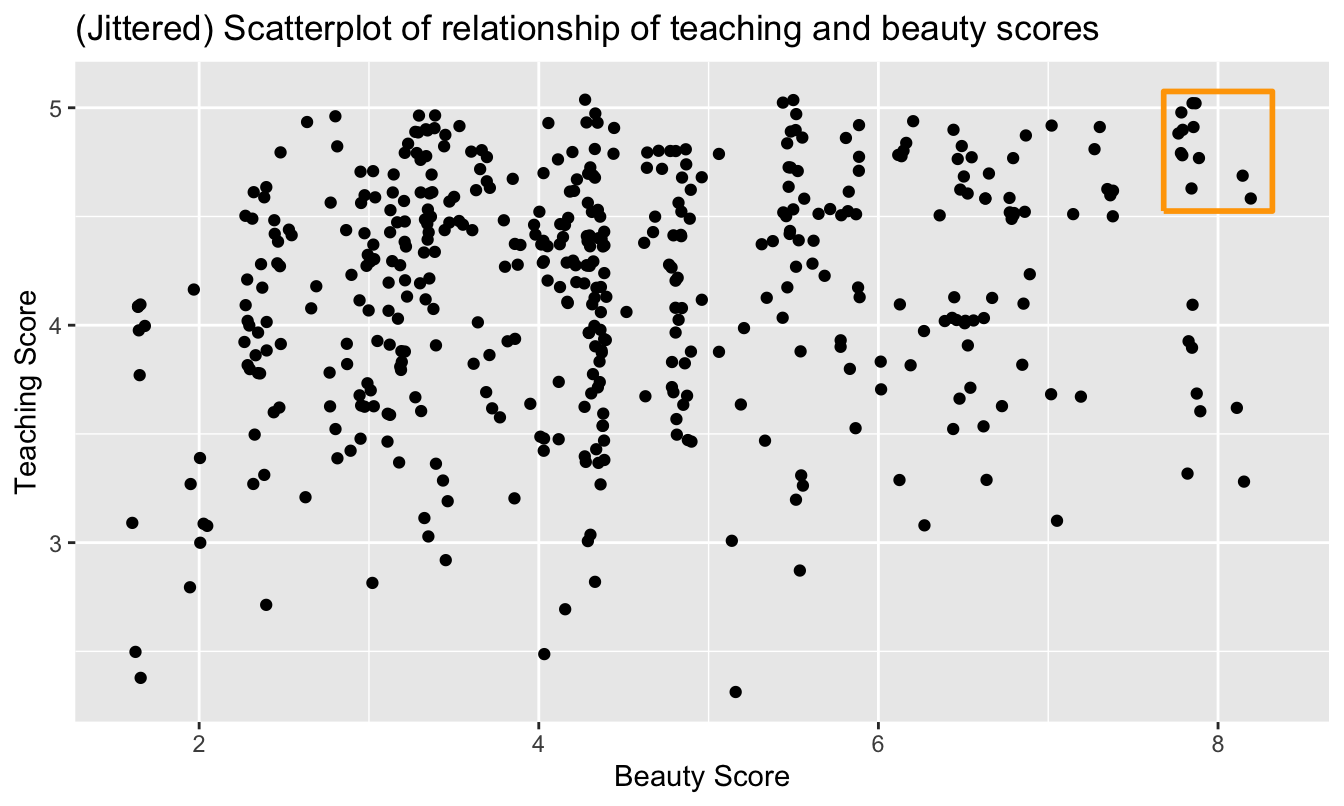 (Jittered) Scatterplot of relationship of teaching and beauty scores
5
4
3
Teaching Score
2 4 6 8
Beauty Score